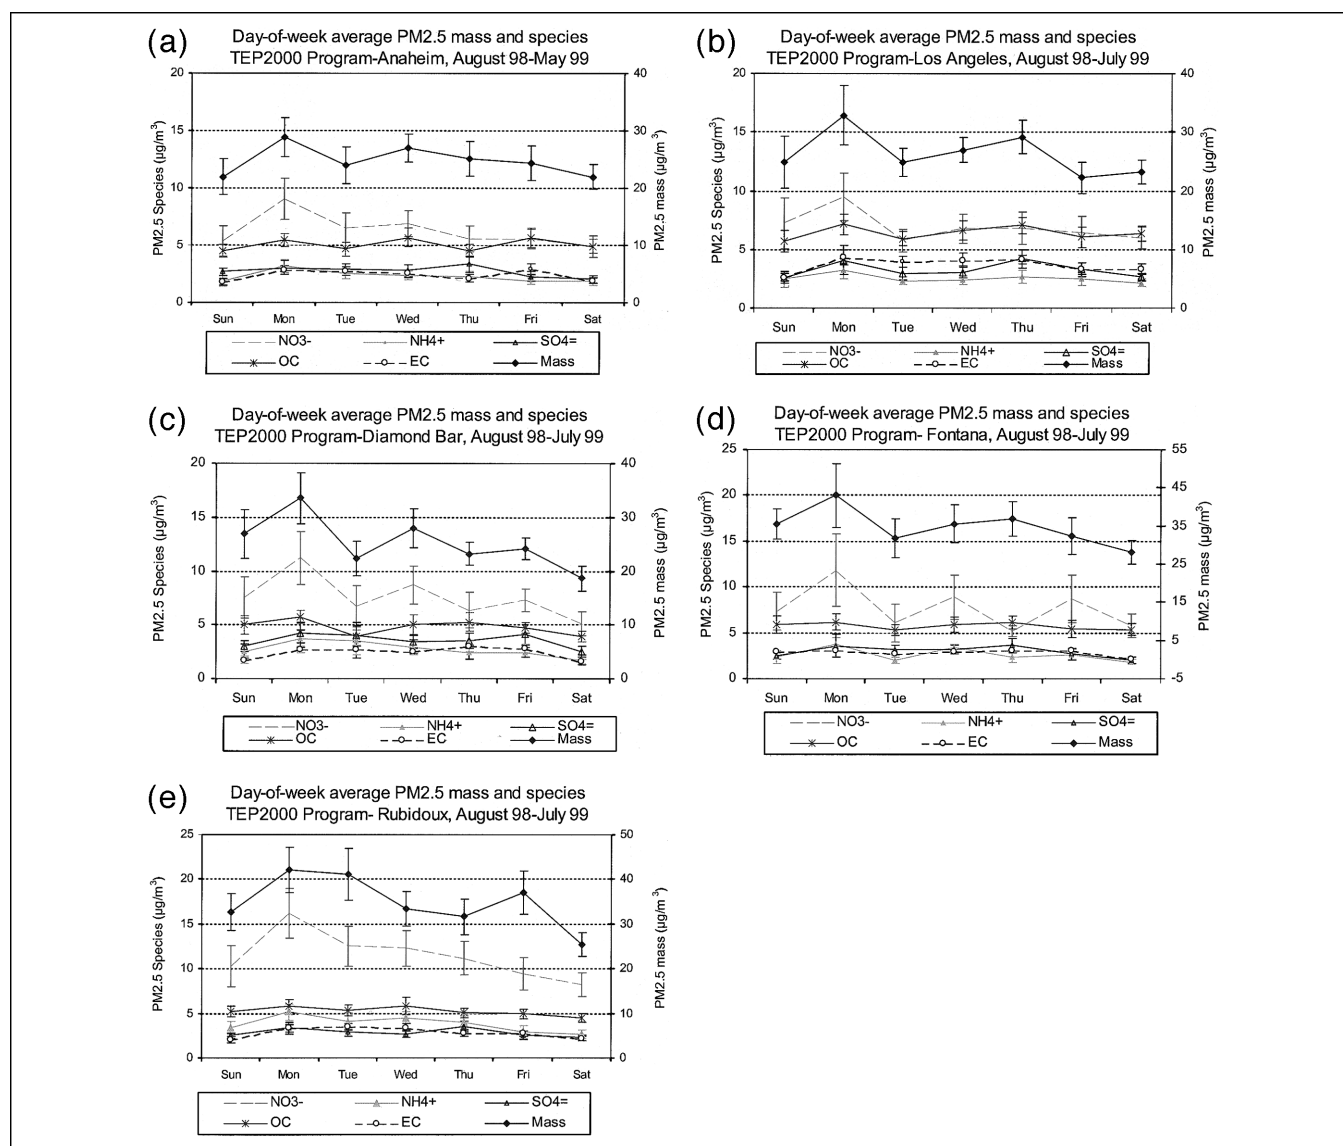 (a)
Day-of-week average PM2.5 mass and species
TEP2000 Program-Anaheim, August 98-May 99
PM2.5 Species (µg/m³)
20
15
10
5
0
40
30
20
10
0
PM2.5 mass (µg/m³)
Sun Mon Tue Wed Thu Fri Sat
NO3- NH4+ SO4=
OC EC Mass
(b)
Day-of-week average PM2.5 mass and species
TEP2000 Program-Los Angeles, August 98-July 99
PM2.5 Species (µg/m³)
20
15
10
5
0
40
30
20
10
0
PM2.5 mass (µg/m³)
Sun Mon Tue Wed Thu Fri Sat
NO3- NH4+ SO4=
OC EC Mass
(c)
Day-of-week average PM2.5 mass and species
TEP2000 Program-Diamond Bar, August 98-July 99
PM2.5 Species (µg/m³)
20
15
10
5
0
40
30
20
10
0
PM2.5 mass (µg/m³)
Sun Mon Tue Wed Thu Fri Sat
NO3- NH4+ SO4=
OC EC Mass
(d)
Day-of-week average PM2.5 mass and species
TEP2000 Program- Fontana, August 98-July 99
PM2.5 Species (µg/m³)
25
20
15
10
5
0
55
45
35
25
15
5
-5
PM2.5 mass (µg/m³)
Sun Mon Tue Wed Thu Fri Sat
NO3- NH4+ SO4=
OC EC Mass
(e)
Day-of-week average PM2.5 mass and species
TEP2000 Program- Rubidoux, August 98-July 99
PM2.5 Species (µg/m³)
25
20
15
10
5
0
50
40
30
20
10
0
PM2.5 mass (µg/m³)
Sun Mon Tue Wed Thu Fri Sat
NO3- NH4+ SO4=
OC EC Mass